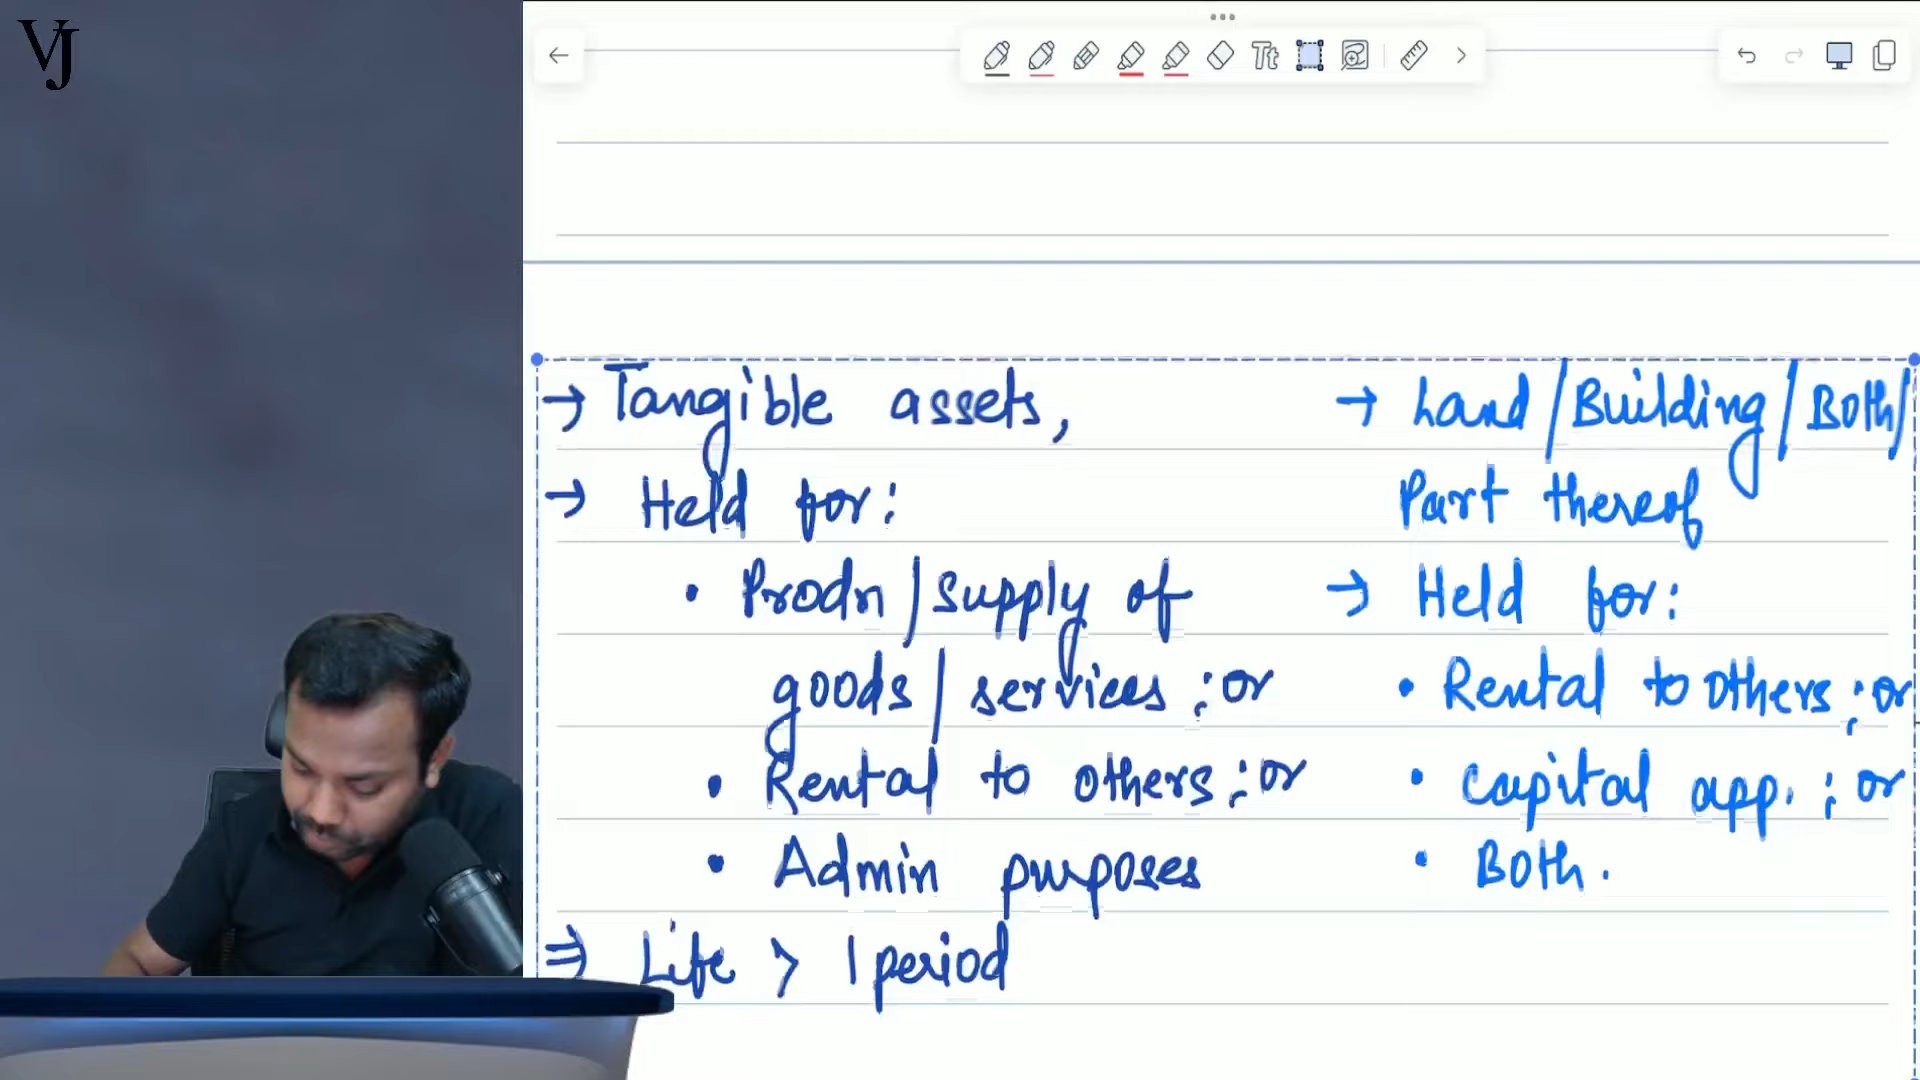 VJ
Tt
→ Tangible assets,
→ Held for:
• Prodn/supply of
goods/services; or
• Rental to others; or
• Admin purposes
⇒ Life > 1 period
→ Land/Building/Both/
Part thereof
→ Held for:
• Rental to others; or
• Capital app.; or
• Both.